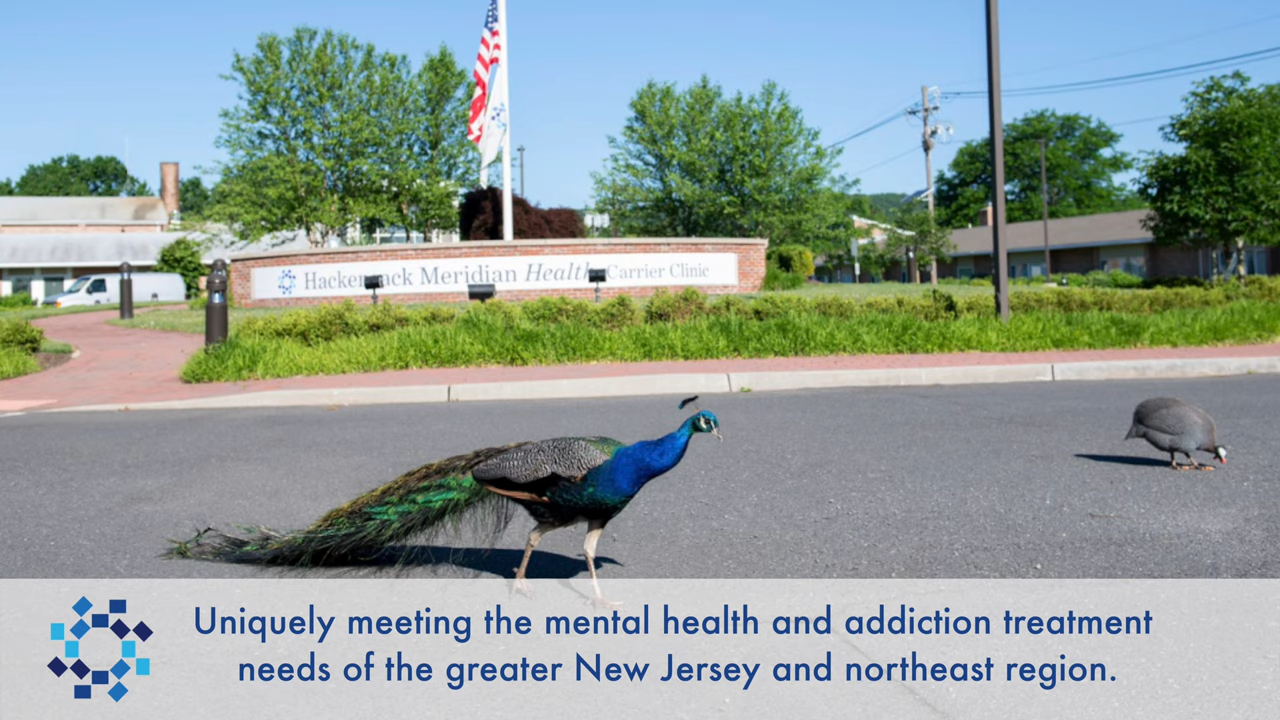 Hackensack Meridian Health Carrier Clinic
Uniquely meeting the mental health and addiction treatment
needs of the greater New Jersey and northeast region.